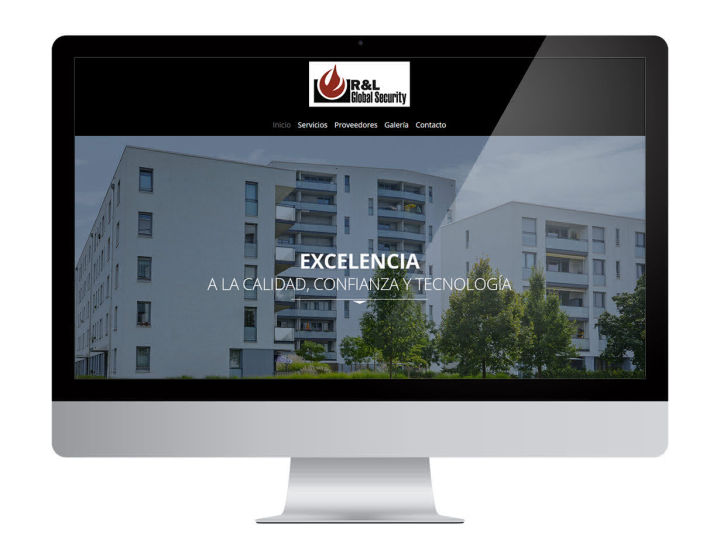 R&L
Global Security
Inicio Servicios Proveedores Galería Contacto
EXCELENCIA
A LA CALIDAD, CONFIANZA Y TECNOLOGÍA